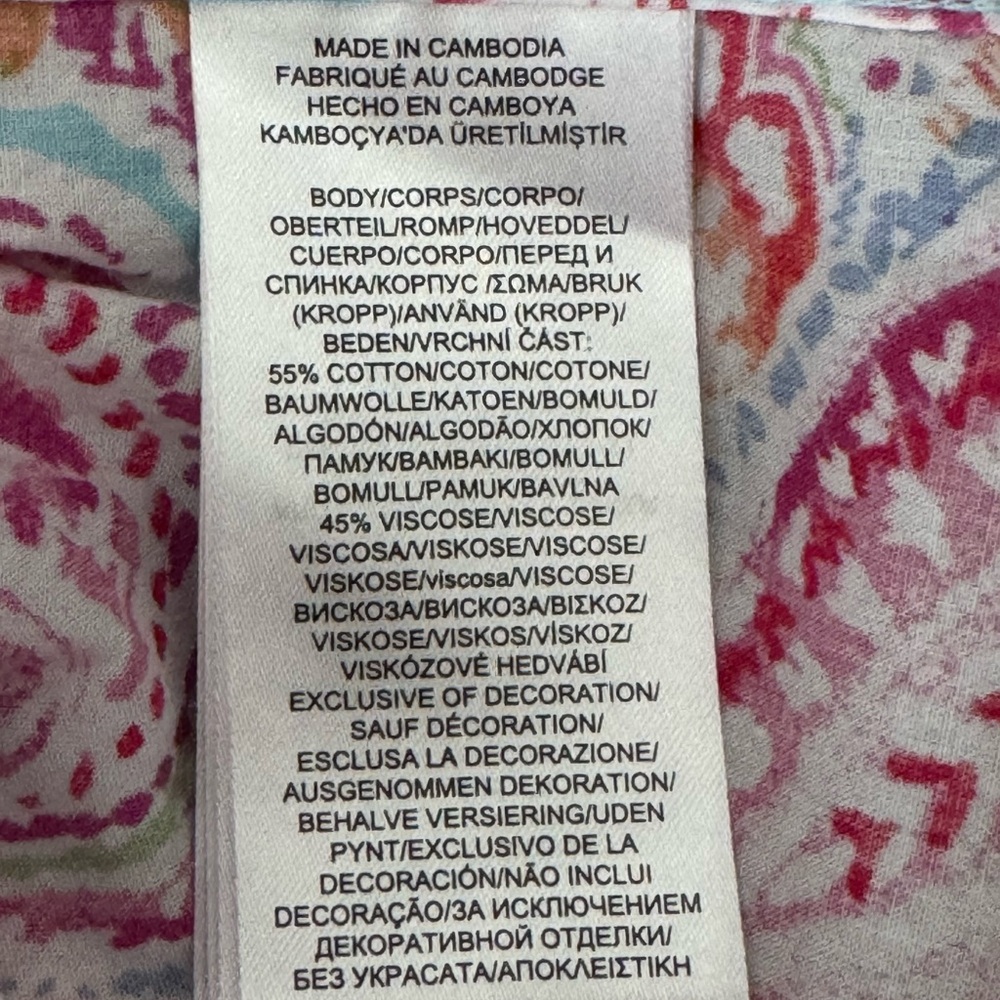 MADE IN CAMBODIA
FABRIQUÉ AU CAMBODGE
HECHO EN CAMBOYA
KAMBOÇYA'DA ÜRETİLMİŞTİR
BODY/CORPS/CORPO/
OBERTEIL/ROMP/HOVEDDEL/
CUERPO/CORPO/ПЕРЕД И
СПИНКА/КОРПУС /ΣΩΜΑ/BRUK
(KROPP)/ANVÄND (KROPP)/
BEDEN/VRCHNÍ ČÁST:
55% COTTON/COTON/COTONE/
BAUMWOLLE/KATOEN/BOMULD/
ALGODÓN/ALGODÃO/ХЛОПОК/
ПАМУК/ΒΑΜΒΑΚΙ/BOMULL/
BOMULL/PAMUK/BAVLNA
45% VISCOSE/VISCOSE/
VISCOSA/VISKOSE/VISCOSE/
VISKOSE/viscosa/VISCOSE/
ВИСКОЗА/ВИСКОЗА/ΒΙΣΚΟΖ/
VISKOSE/VISKOS/VİSKOZ/
VISKÓZOVÉ HEDVÁBÍ
EXCLUSIVE OF DECORATION/
SAUF DÉCORATION/
ESCLUSA LA DECORAZIONE/
AUSGENOMMEN DEKORATION/
BEHALVE VERSIERING/UDEN
PYNT/EXCLUSIVO DE LA
DECORACIÓN/NÃO INCLUI
DECORAÇÃO/ЗА ИСКЛЮЧЕНИЕМ
ДЕКОРАТИВНОЙ ОТДЕЛКИ/
БЕЗ УКРАСАТА/ΑΠΟΚΛΕΙΣΤΙΚΗ